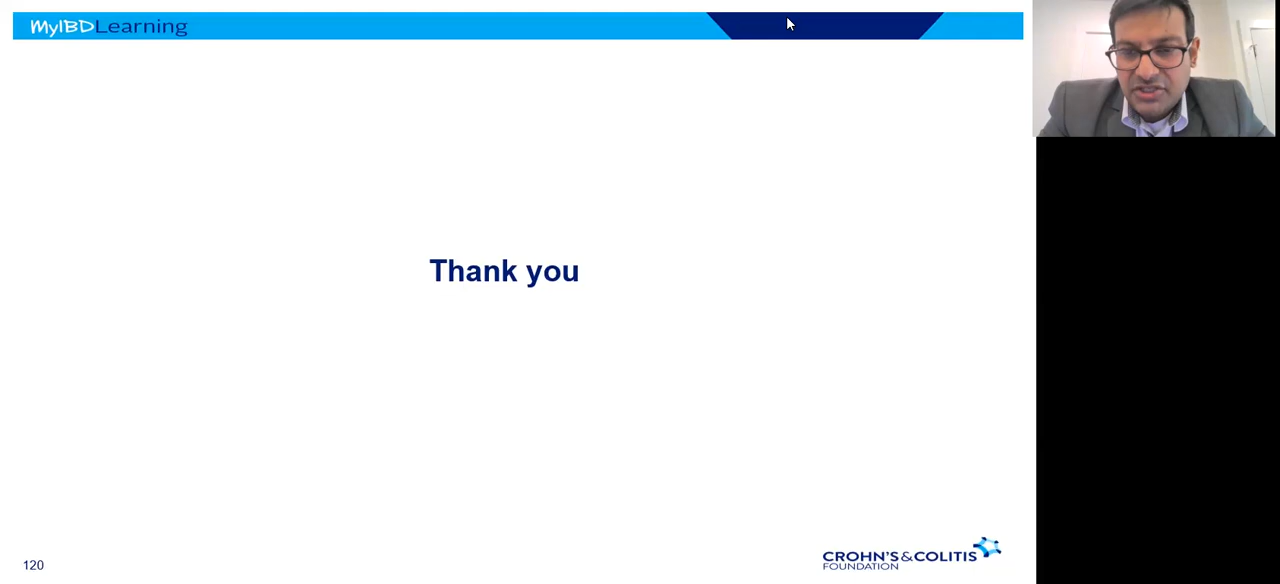 MyIBDLearning
Thank you
120
CROHN'S & COLITIS
FOUNDATION